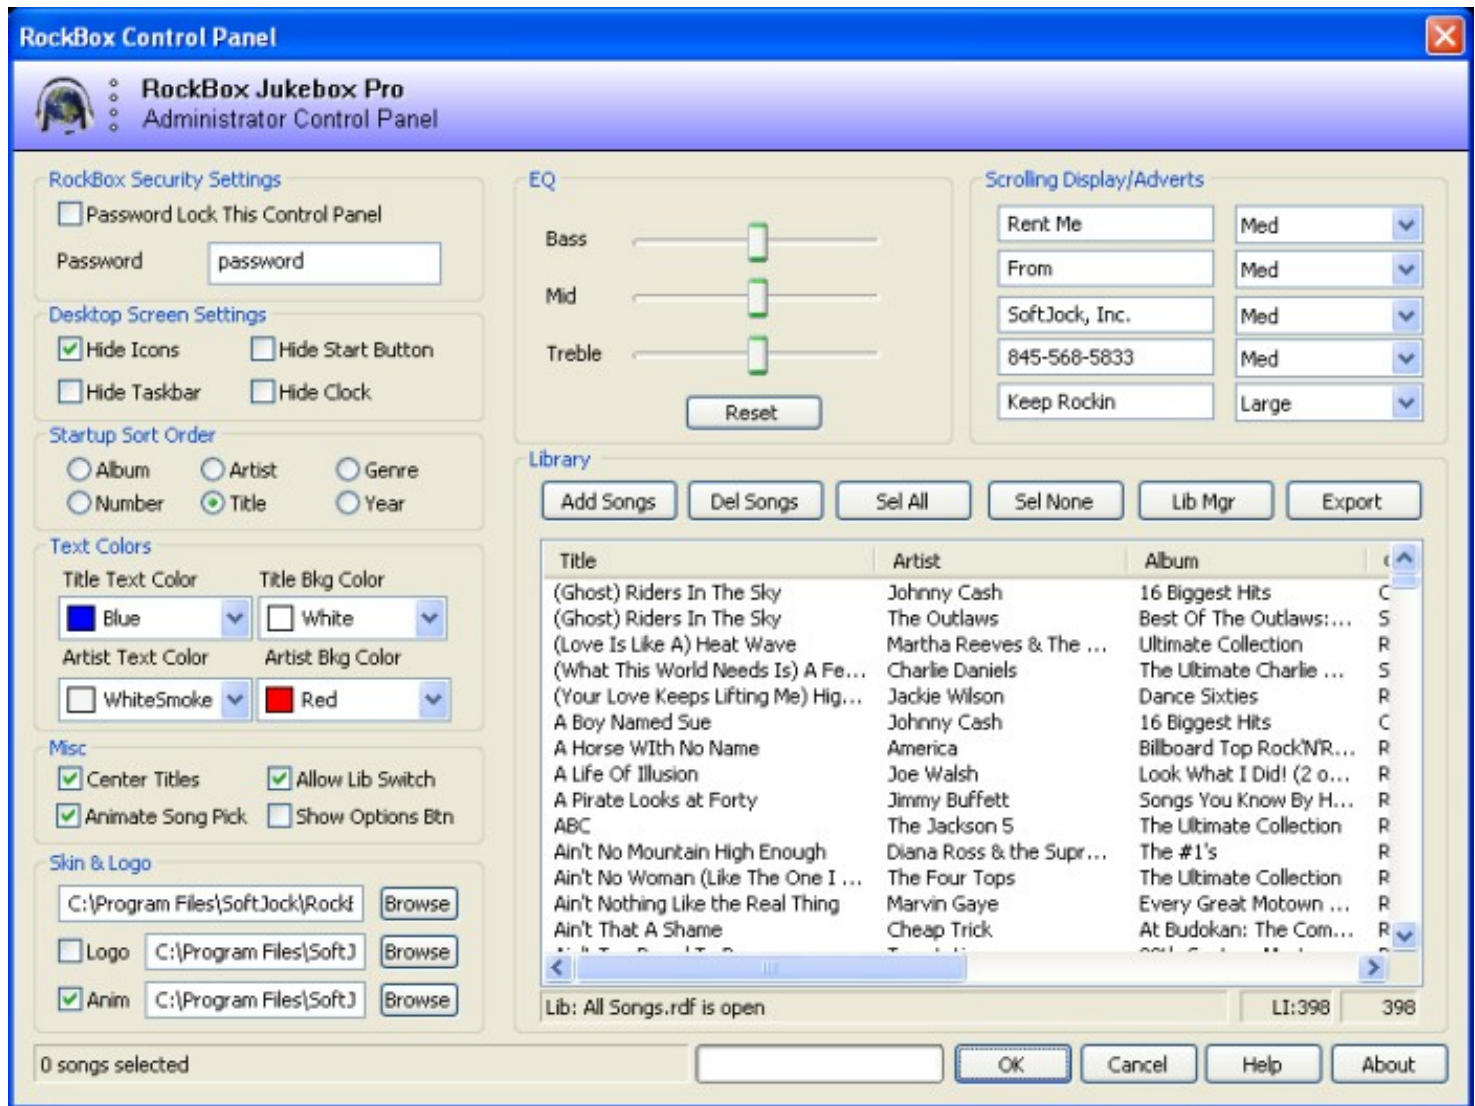 RockBox Control Panel
RockBox Jukebox Pro
Administrator Control Panel
RockBox Security Settings
Password Lock This Control Panel
Password password
Desktop Screen Settings
Hide Icons Hide Start Button
Hide Taskbar Hide Clock
Startup Sort Order
Album Artist Genre
Number Title Year
Text Colors
Title Text Color Title Bkg Color
Blue White
Artist Text Color Artist Bkg Color
WhiteSmoke Red
Misc
Center Titles Allow Lib Switch
Animate Song Pick Show Options Btn
Skin & Logo
C:\Program Files\SoftJock\Rock Browse
Logo C:\Program Files\SoftJ Browse
Anim C:\Program Files\SoftJ Browse
EQ
Bass
Mid
Treble
Reset
Scrolling Display/Adverts
Rent Me Med
From Med
SoftJock, Inc. Med
845-568-5833 Med
Keep Rockin Large
Library
Add Songs Del Songs Sel All Sel None Lib Mgr Export
Title Artist Album
(Ghost) Riders In The Sky Johnny Cash 16 Biggest Hits C
(Ghost) Riders In The Sky The Outlaws Best Of The Outlaws:... S
(Love Is Like A) Heat Wave Martha Reeves & The ... Ultimate Collection R
(What This World Needs Is) A Fe... Charlie Daniels The Ultimate Charlie ... S
(Your Love Keeps Lifting Me) Hig... Jackie Wilson Dance Sixties R
A Boy Named Sue Johnny Cash 16 Biggest Hits C
A Horse WIth No Name America Billboard Top Rock'N'R... R
A Life Of Illusion Joe Walsh Look What I Did! (2 o... R
A Pirate Looks at Forty Jimmy Buffett Songs You Know By H... R
ABC The Jackson 5 The Ultimate Collection R
Ain't No Mountain High Enough Diana Ross & the Supr... The #1's R
Ain't No Woman (Like The One I ... The Four Tops The Ultimate Collection R
Ain't Nothing Like the Real Thing Marvin Gaye Every Great Motown ... R
Ain't That A Shame Cheap Trick At Budokan: The Com... R
Lib: All Songs.rdf is open LI:398 398
0 songs selected OK Cancel Help About